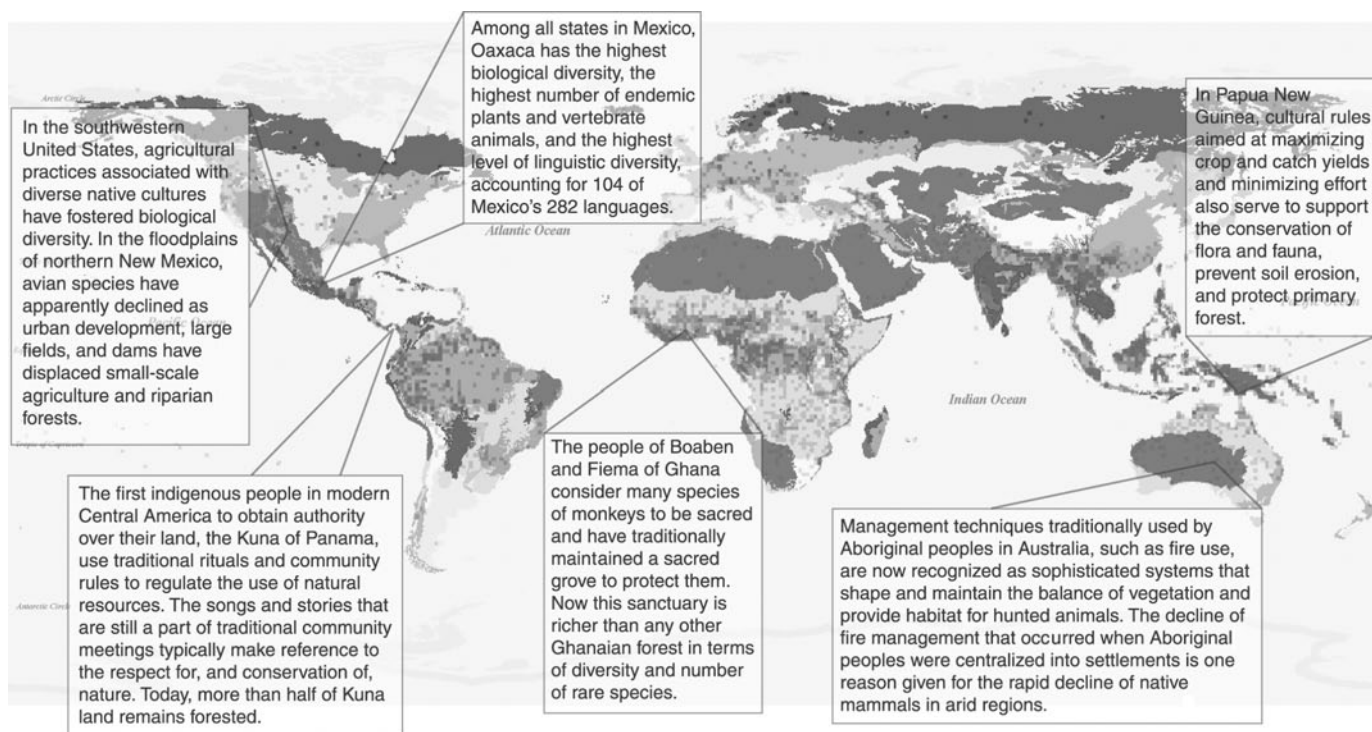 Among all states in Mexico,
Oaxaca has the highest
biological diversity, the
highest number of endemic
plants and vertebrate
animals, and the highest
level of linguistic diversity,
accounting for 104 of
Mexico's 282 languages.
Arctic Circle
In the southwestern
United States, agricultural
practices associated with
diverse native cultures
have fostered biological
diversity. In the floodplains
of northern New Mexico,
avian species have
apparently declined as
urban development, large
fields, and dams have
displaced small-scale
agriculture and riparian
forests.
In Papua New
Guinea, cultural rules
aimed at maximizing
crop and catch yields
and minimizing effort
also serve to support
the conservation of
flora and fauna,
prevent soil erosion,
and protect primary
forest.
Atlantic Ocean
Pacific Ocean
Pacific Ocean
Indian Ocean
Tropic of Capricorn
The first indigenous people in modern
Central America to obtain authority
over their land, the Kuna of Panama,
use traditional rituals and community
rules to regulate the use of natural
resources. The songs and stories that
are still a part of traditional community
meetings typically make reference to
the respect for, and conservation of,
nature. Today, more than half of Kuna
land remains forested.
The people of Boaben
and Fiema of Ghana
consider many species
of monkeys to be sacred
and have traditionally
maintained a sacred
grove to protect them.
Now this sanctuary is
richer than any other
Ghanaian forest in terms
of diversity and number
of rare species.
Management techniques traditionally used by
Aboriginal peoples in Australia, such as fire use,
are now recognized as sophisticated systems that
shape and maintain the balance of vegetation and
provide habitat for hunted animals. The decline of
fire management that occurred when Aboriginal
peoples were centralized into settlements is one
reason given for the rapid decline of native
mammals in arid regions.
Antarctic Circle